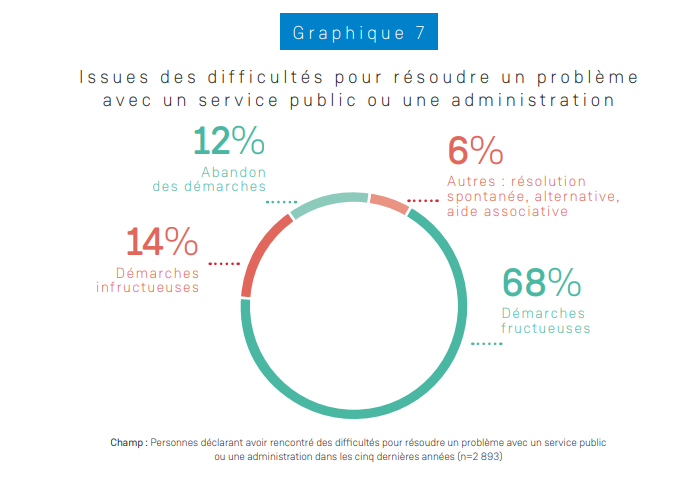 Graphique 7
Issues des difficultés pour résoudre un problème
avec un service public ou une administration
12%
Abandon
des démarches
6%
Autres : résolution
spontanée, alternative,
aide associative
14%
Démarches
infructueuses
68%
Démarches
fructueuses
Champ : Personnes déclarant avoir rencontré des difficultés pour résoudre un problème avec un service public
ou une administration dans les cinq dernières années (n=2 893)